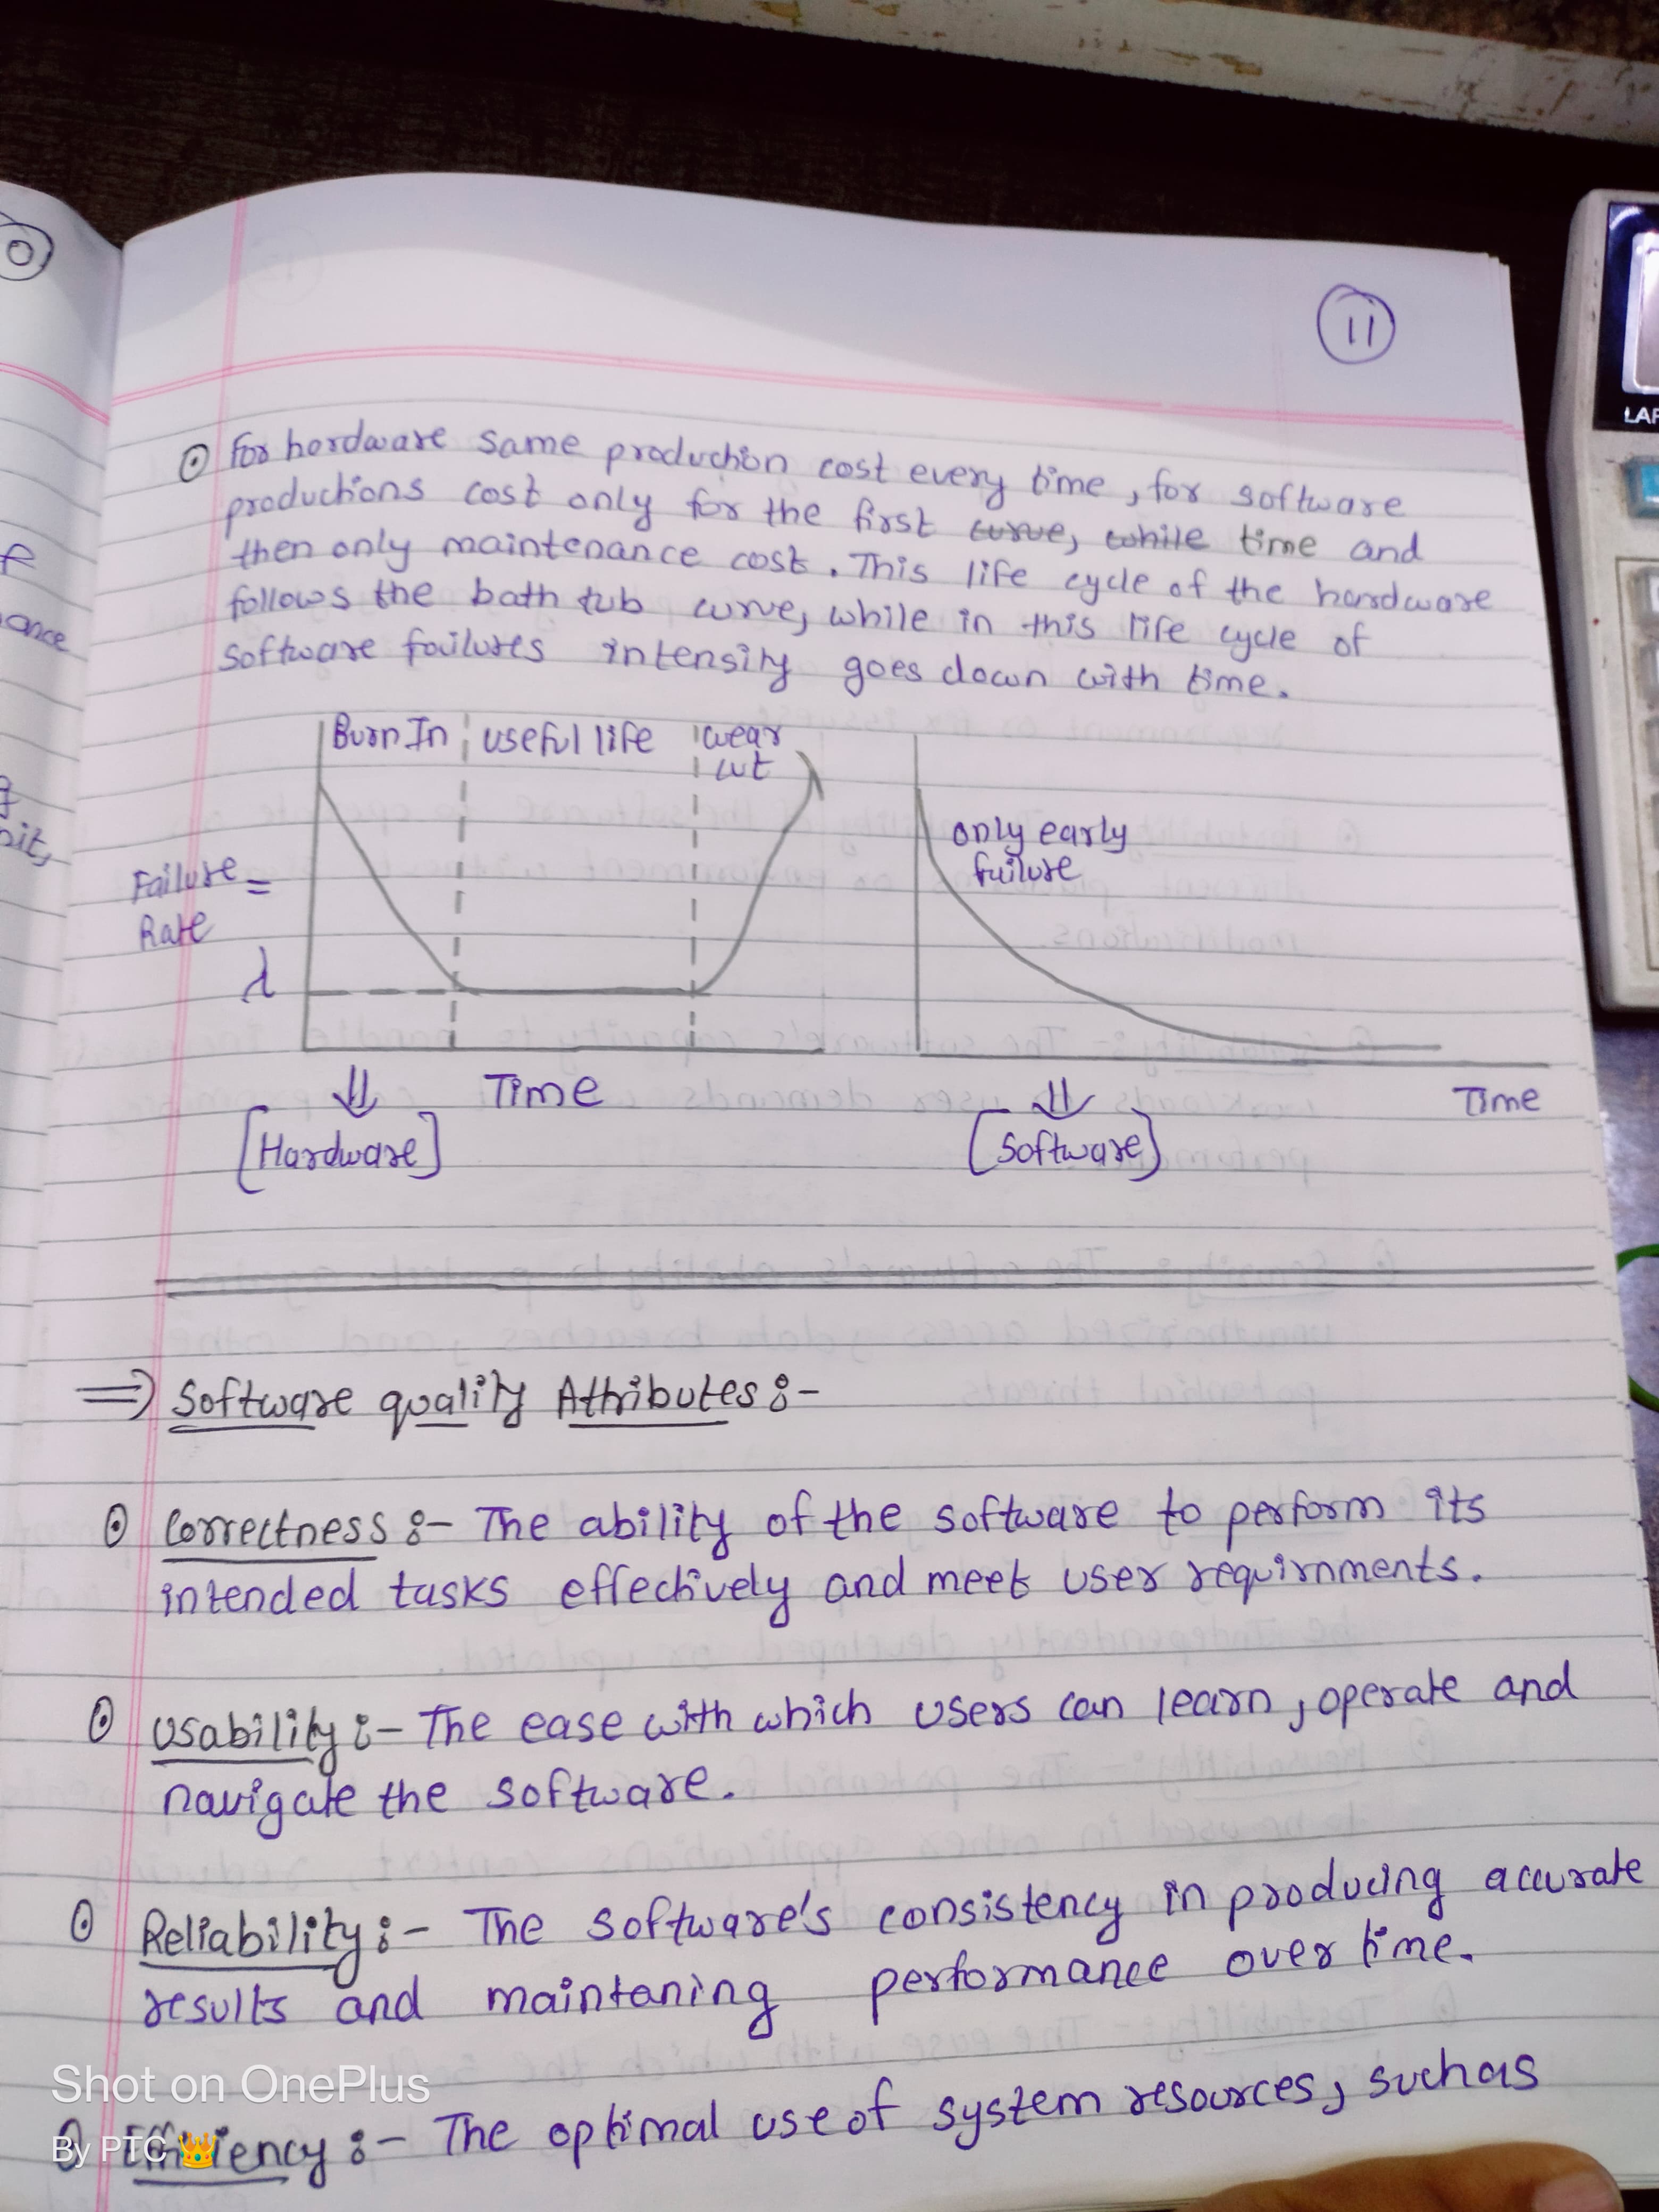 11
For hardware same production cost every time, for software
productions cost only for the first curve, while time and
then only maintenance cost. This life cycle of the hardware
follows the bath tub curve, while in this life cycle of
software failures intensity goes down with time.
Burn In useful life wear
out
only early
failure
Failure =
Rate
λ
Time
Time
[Hardware]
[Software]
=> Software quality Attributes :-
Correctness :- The ability of the software to perform its
intended tasks effectively and meet user requirnments.
Usability :- The ease with which users can learn, operate and
navigate the software.
Reliability :- The software's consistency in producing accurate
results and maintaning performance over time.
Efficiency :- The optimal use of system resources, such as
Shot on OnePlus
By PTC
LAP
ance